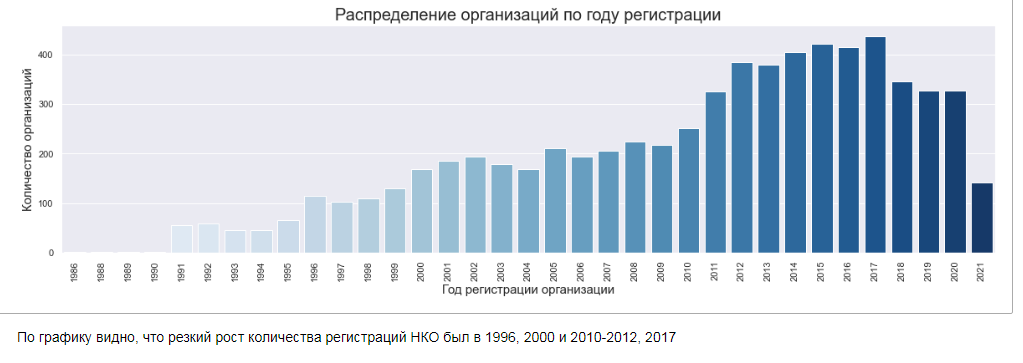 Распределение организаций по году регистрации
Количество организаций
400
300
200
100
0
1986 1988 1989 1990 1991 1992 1993 1994 1995 1996 1997 1998 1999 2000 2001 2002 2003 2004 2005 2006 2007 2008 2009 2010 2011 2012 2013 2014 2015 2016 2017 2018 2019 2020 2021
Год регистрации организации
По графику видно, что резкий рост количества регистраций НКО был в 1996, 2000 и 2010-2012, 2017